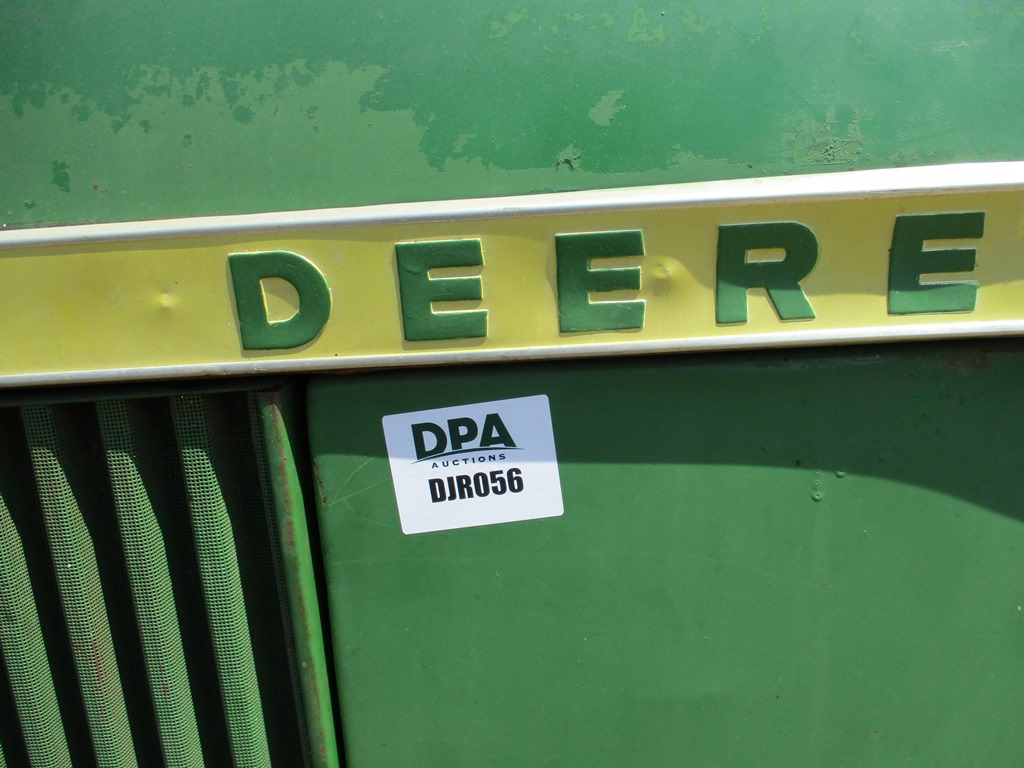 DEERE
DPA
AUCTIONS
DJR056